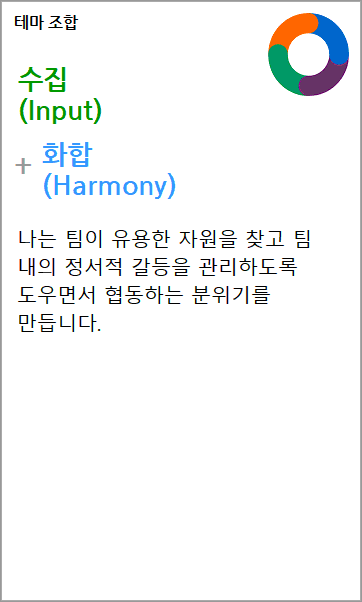 테마 조합
수집
(Input)
+ 화합
(Harmony)
나는 팀이 유용한 자원을 찾고 팀
내의 정서적 갈등을 관리하도록
도우면서 협동하는 분위기를
만듭니다.